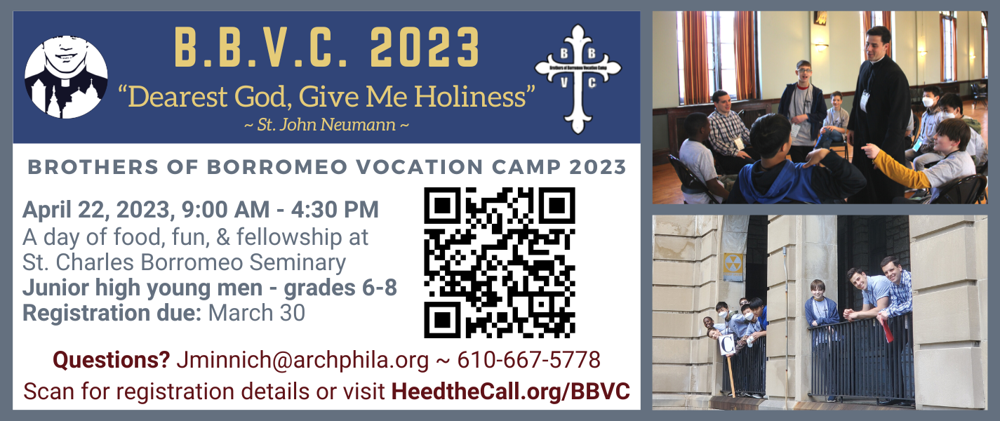 B.B.V.C. 2023
“Dearest God, Give Me Holiness”
~ St. John Neumann ~
B B
Brothers of Borromeo Vocation Camp
V C
BROTHERS OF BORROMEO VOCATION CAMP 2023
April 22, 2023, 9:00 AM - 4:30 PM
A day of food, fun, & fellowship at
St. Charles Borromeo Seminary
Junior high young men - grades 6-8
Registration due: March 30
Questions? Jminnich@archphila.org ~ 610-667-5778
Scan for registration details or visit HeedtheCall.org/BBVC
C